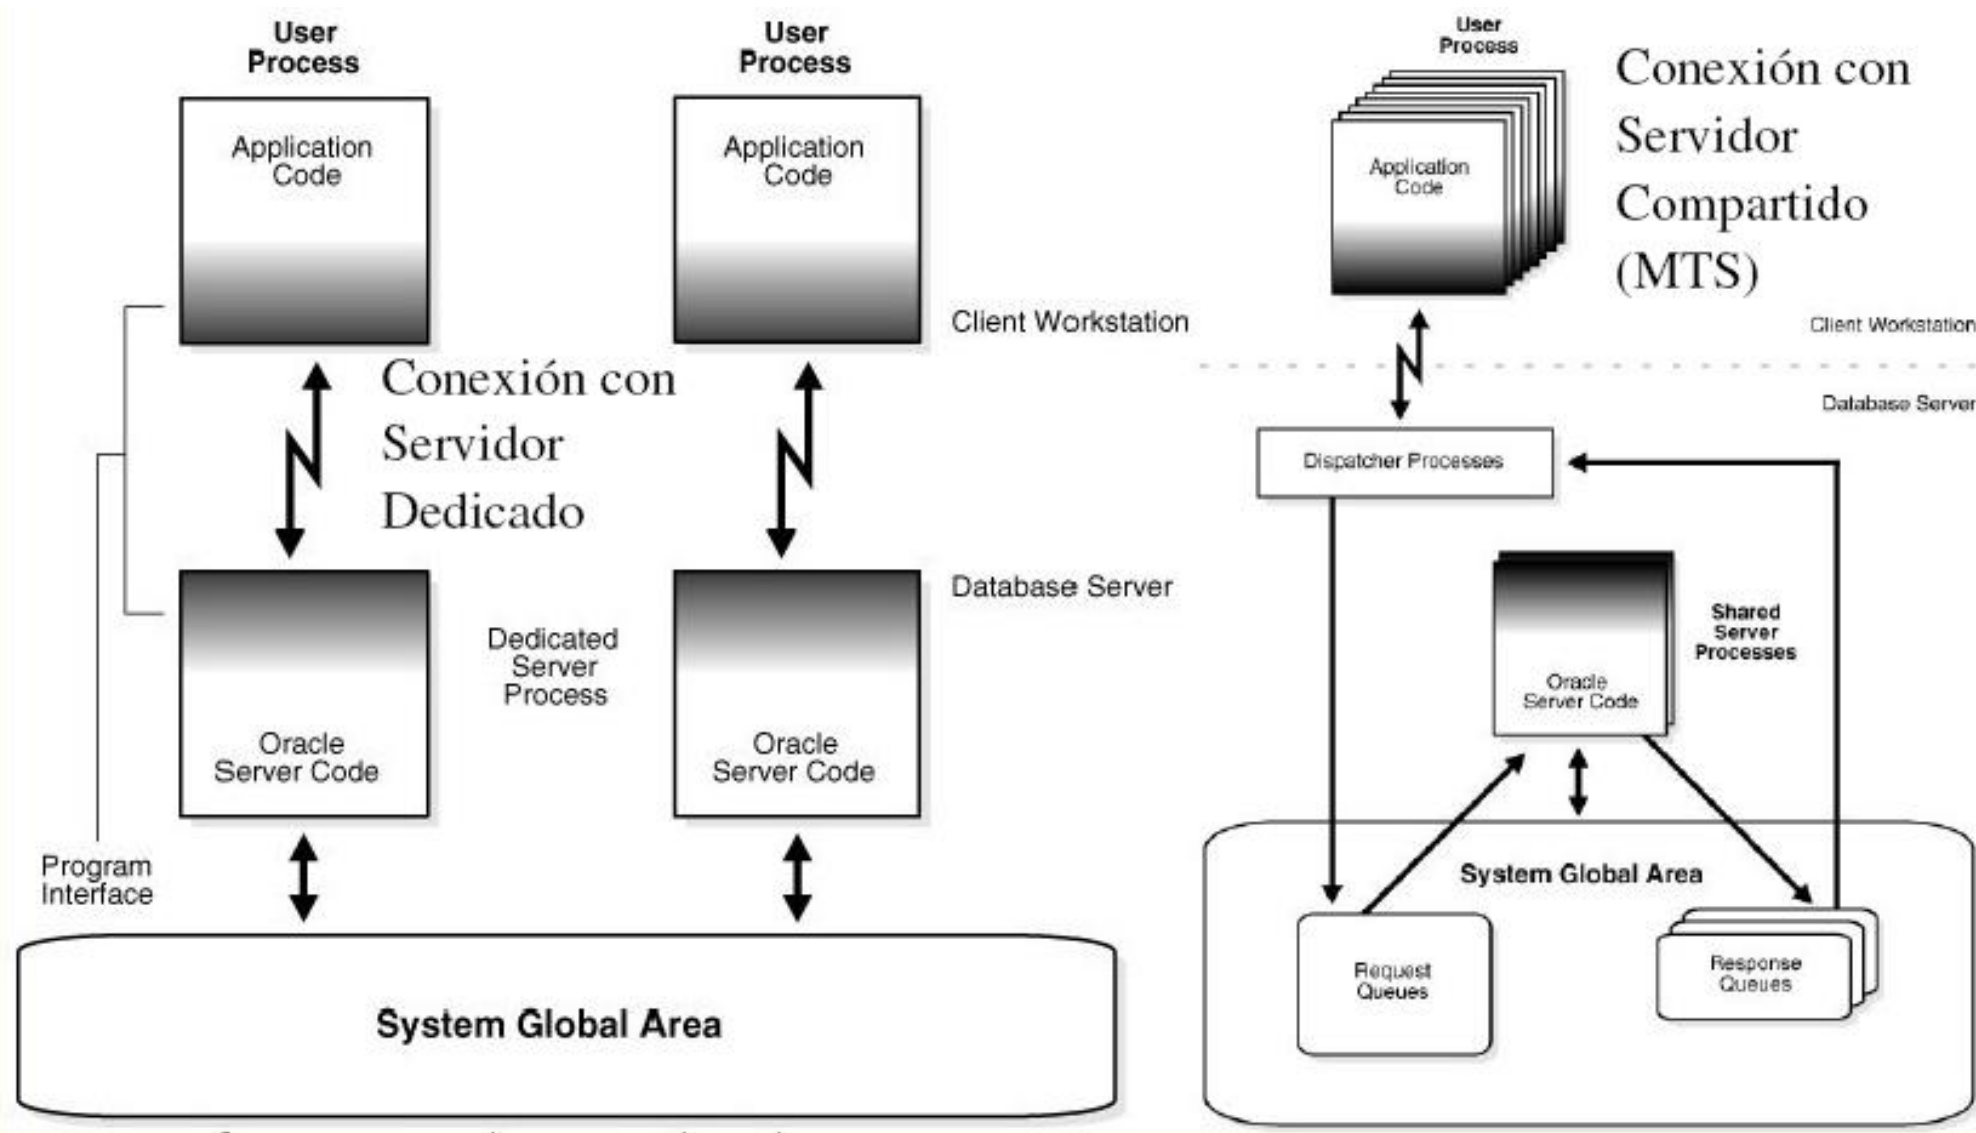 User
Process
Application
Code
User
Process
Application
Code
Client Workstation
Conexión con
Servidor
Dedicado
Database Server
Dedicated
Server
Process
Oracle
Server Code
Oracle
Server Code
Program
Interface
System Global Area
User
Process
Application
Code
Conexión con
Servidor
Compartido
(MTS)
Client Workstation
Database Server
Dispatcher Processes
Shared
Server
Processes
Oracle
Server Code
System Global Area
Request
Queues
Response
Queues